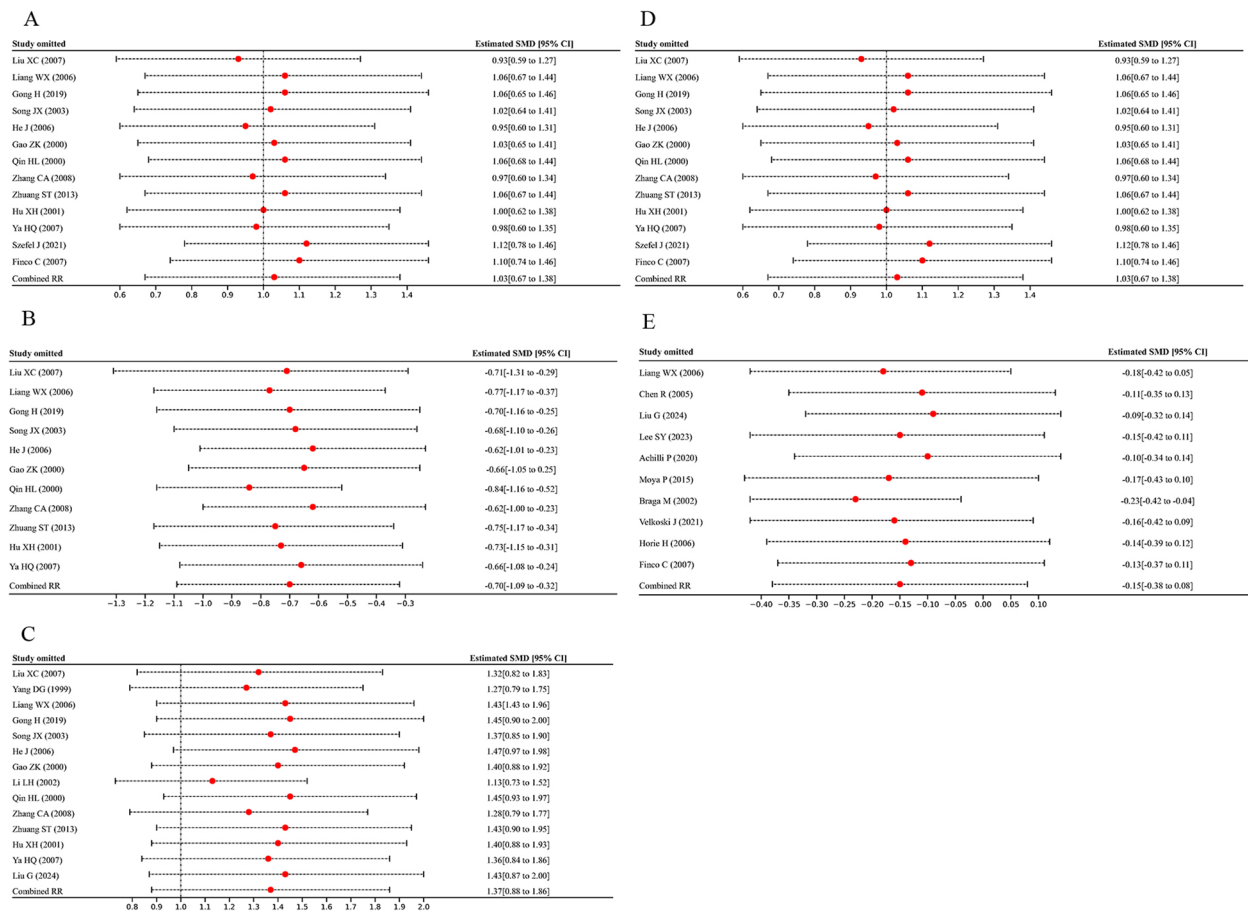 A
Study omitted Estimated SMD [95% CI]
Liu XC (2007) 0.93[0.59 to 1.27]
Liang WX (2006) 1.06[0.67 to 1.44]
Gong H (2019) 1.06[0.65 to 1.46]
Song JX (2003) 1.02[0.64 to 1.41]
He J (2006) 0.95[0.60 to 1.31]
Gao ZK (2000) 1.03[0.65 to 1.41]
Qin HL (2000) 1.06[0.68 to 1.44]
Zhang CA (2008) 0.97[0.60 to 1.34]
Zhuang ST (2013) 1.06[0.67 to 1.44]
Hu XH (2001) 1.00[0.62 to 1.38]
Ya HQ (2007) 0.98[0.60 to 1.35]
Szefel J (2021) 1.12[0.78 to 1.46]
Finco C (2007) 1.10[0.74 to 1.46]
Combined RR 1.03[0.67 to 1.38]
0.6 0.7 0.8 0.9 1.0 1.1 1.2 1.3 1.4
B
Study omitted Estimated SMD [95% CI]
Liu XC (2007) -0.71[-1.31 to -0.29]
Liang WX (2006) -0.77[-1.17 to -0.37]
Gong H (2019) -0.70[-1.16 to -0.25]
Song JX (2003) -0.68[-1.10 to -0.26]
He J (2006) -0.62[-1.01 to -0.23]
Gao ZK (2000) -0.66[-1.05 to 0.25]
Qin HL (2000) -0.84[-1.16 to -0.52]
Zhang CA (2008) -0.62[-1.00 to -0.23]
Zhuang ST (2013) -0.75[-1.17 to -0.34]
Hu XH (2001) -0.73[-1.15 to -0.31]
Ya HQ (2007) -0.66[-1.08 to -0.24]
Combined RR -0.70[-1.09 to -0.32]
−1.3 −1.2 −1.1 −1.0 −0.9 −0.8 −0.7 −0.6 −0.5 −0.4 −0.3
C
Study omitted Estimated SMD [95% CI]
Liu XC (2007) 1.32[0.82 to 1.83]
Yang DG (1999) 1.27[0.79 to 1.75]
Liang WX (2006) 1.43[1.43 to 1.96]
Gong H (2019) 1.45[0.90 to 2.00]
Song JX (2003) 1.37[0.85 to 1.90]
He J (2006) 1.47[0.97 to 1.98]
Gao ZK (2000) 1.40[0.88 to 1.92]
Li LH (2002) 1.13[0.73 to 1.52]
Qin HL (2000) 1.45[0.93 to 1.97]
Zhang CA (2008) 1.28[0.79 to 1.77]
Zhuang ST (2013) 1.43[0.90 to 1.95]
Hu XH (2001) 1.40[0.88 to 1.93]
Ya HQ (2007) 1.36[0.84 to 1.86]
Liu G (2024) 1.43[0.87 to 2.00]
Combined RR 1.37[0.88 to 1.86]
0.8 0.9 1.0 1.1 1.2 1.3 1.4 1.5 1.6 1.7 1.8 1.9 2.0
D
Study omitted Estimated SMD [95% CI]
Liu XC (2007) 0.93[0.59 to 1.27]
Liang WX (2006) 1.06[0.67 to 1.44]
Gong H (2019) 1.06[0.65 to 1.46]
Song JX (2003) 1.02[0.64 to 1.41]
He J (2006) 0.95[0.60 to 1.31]
Gao ZK (2000) 1.03[0.65 to 1.41]
Qin HL (2000) 1.06[0.68 to 1.44]
Zhang CA (2008) 0.97[0.60 to 1.34]
Zhuang ST (2013) 1.06[0.67 to 1.44]
Hu XH (2001) 1.00[0.62 to 1.38]
Ya HQ (2007) 0.98[0.60 to 1.35]
Szefel J (2021) 1.12[0.78 to 1.46]
Finco C (2007) 1.10[0.74 to 1.46]
Combined RR 1.03[0.67 to 1.38]
0.6 0.7 0.8 0.9 1.0 1.1 1.2 1.3 1.4
E
Study omitted Estimated SMD [95% CI]
Liang WX (2006) -0.18[-0.42 to 0.05]
Chen R (2005) -0.11[-0.35 to 0.13]
Liu G (2024) -0.09[-0.32 to 0.14]
Lee SY (2023) -0.15[-0.42 to 0.11]
Achilli P (2020) -0.10[-0.34 to 0.14]
Moya P (2015) -0.17[-0.43 to 0.10]
Braga M (2002) -0.23[-0.42 to -0.04]
Velkoski J (2021) -0.16[-0.42 to 0.09]
Horie H (2006) -0.14[-0.39 to 0.12]
Finco C (2007) -0.13[-0.37 to 0.11]
Combined RR -0.15[-0.38 to 0.08]
−0.40 −0.35 −0.30 −0.25 −0.20 −0.15 −0.10 −0.05 0.00 0.05 0.10